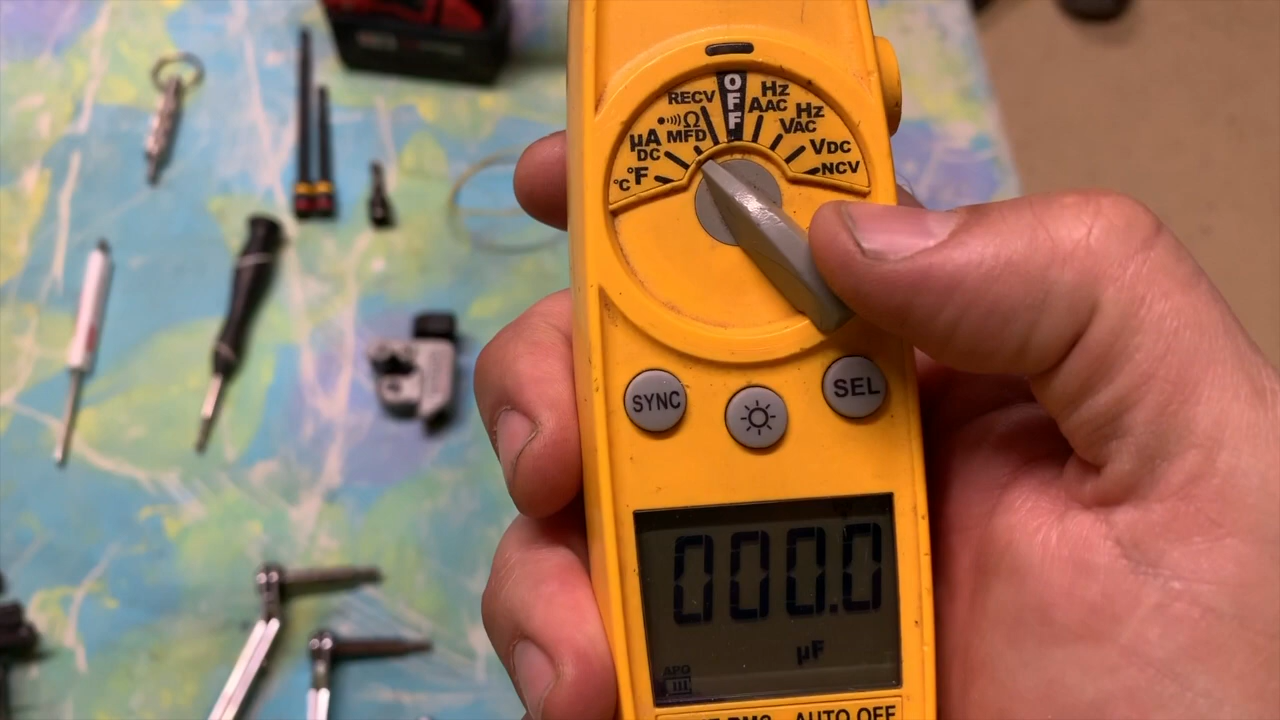 OFF
RECV
•)))Ω
MFD
µA
DC
°C °F
Hz
AAC
Hz
VAC
VDC
NCV
SYNC
SEL
000.0
µF
APO
AUTO OFF